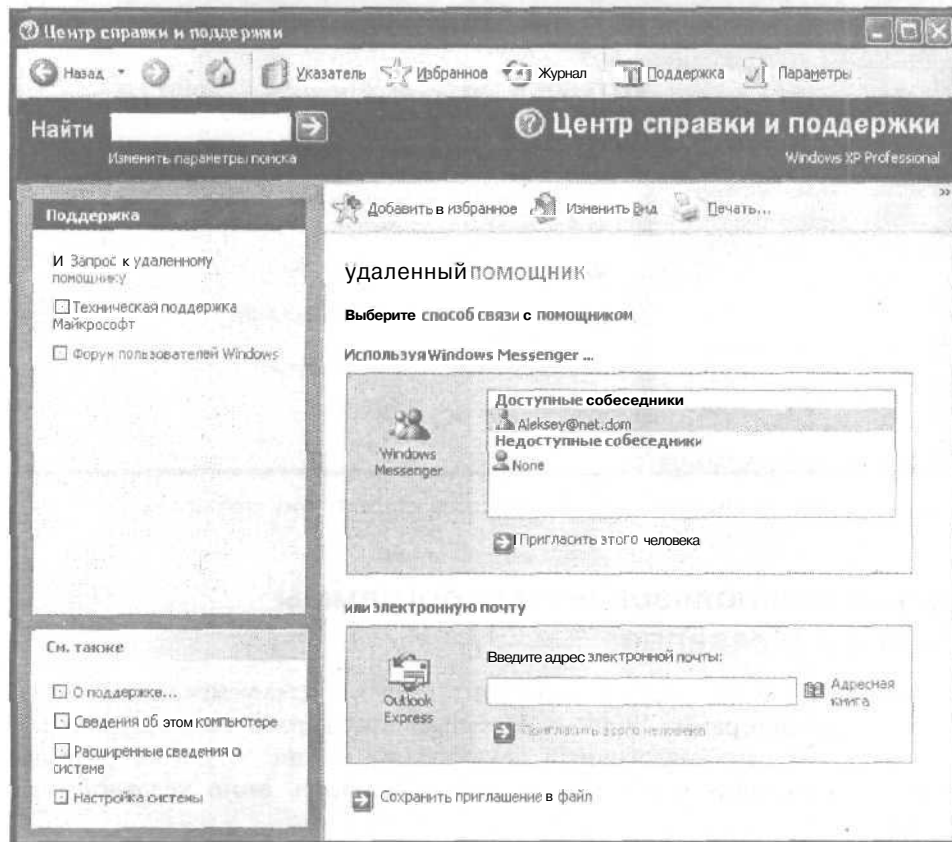 Центр справки и поддержки
Назад
Указатель Избранное Журнал Поддержка Параметры
Найти
Центр справки и поддержки
Изменить параметры поиска
Windows XP Professional
Поддержка
И Запрос к удаленному
помощнику
Техническая поддержка
Майкрософт
Форум пользователей Windows
См. также
О поддержке...
Сведения об этом компьютере
Расширенные сведения о
системе
Настройка системы
Добавить в избранное Изменить Вид Печать...
удаленный помощник
Выберите способ связи с помощником
Используя Windows Messenger ...
Windows
Messenger
Доступные собеседники
Aleksey@net.dom
Недоступные собеседники
None
Пригласить этого человека
или электронную почту
Outlook
Express
Введите адрес электронной почты:
Адресная
книга
Пригласить этого человека
Сохранить приглашение в файл